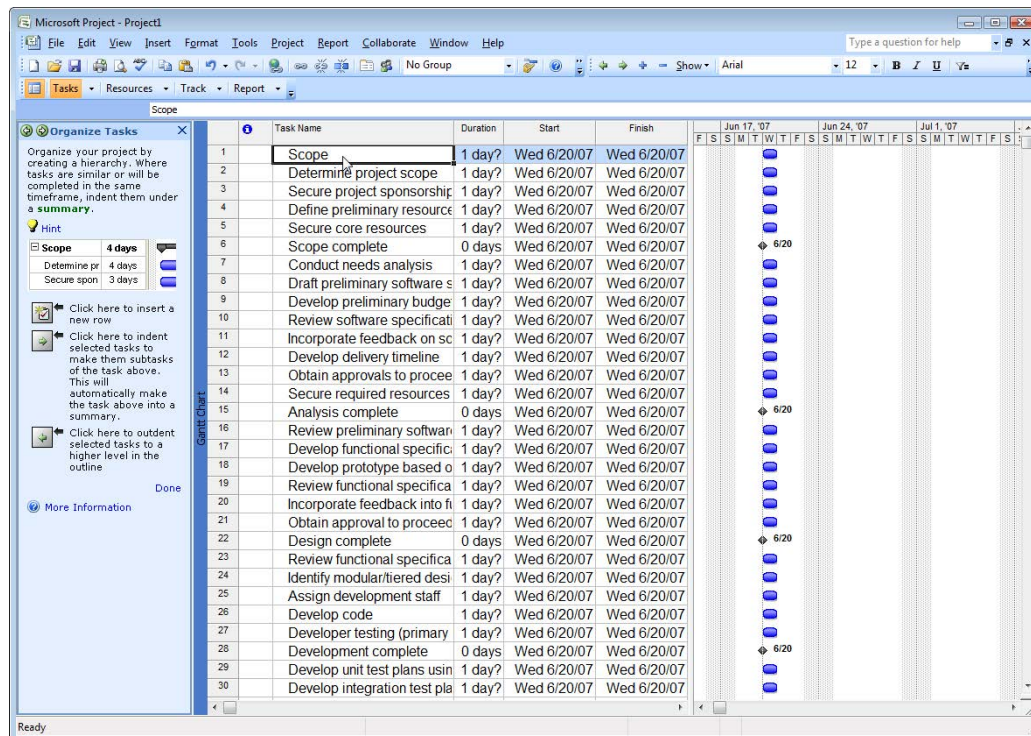 Microsoft Project - Project1
File Edit View Insert Format Tools Project Report Collaborate Window Help
Type a question for help
No Group
Show
Arial
12
B I U
Tasks Resources Track Report
Scope
Organize Tasks
Organize your project by
creating a hierarchy. Where
tasks are similar or will be
completed in the same
timeframe, indent them under
a summary.
Hint
Scope 4 days
Determine pr 4 days
Secure spon 3 days
Click here to insert a
new row
Click here to indent
selected tasks to
make them subtasks
of the task above.
This will
automatically make
the task above into a
summary.
Click here to outdent
selected tasks to a
higher level in the
outline
Done
More Information
Gantt Chart
Task Name Duration Start Finish
Jun 17, '07 Jun 24, '07 Jul 1, '07
F S S M T W T F S S M T W T F S S M T W T F S
1 Scope 1 day? Wed 6/20/07 Wed 6/20/07
2 Determine project scope 1 day? Wed 6/20/07 Wed 6/20/07
3 Secure project sponsorship 1 day? Wed 6/20/07 Wed 6/20/07
4 Define preliminary resource 1 day? Wed 6/20/07 Wed 6/20/07
5 Secure core resources 1 day? Wed 6/20/07 Wed 6/20/07
6 Scope complete 0 days Wed 6/20/07 Wed 6/20/07 6/20
7 Conduct needs analysis 1 day? Wed 6/20/07 Wed 6/20/07
8 Draft preliminary software s 1 day? Wed 6/20/07 Wed 6/20/07
9 Develop preliminary budge 1 day? Wed 6/20/07 Wed 6/20/07
10 Review software specificati 1 day? Wed 6/20/07 Wed 6/20/07
11 Incorporate feedback on so 1 day? Wed 6/20/07 Wed 6/20/07
12 Develop delivery timeline 1 day? Wed 6/20/07 Wed 6/20/07
13 Obtain approvals to procee 1 day? Wed 6/20/07 Wed 6/20/07
14 Secure required resources 1 day? Wed 6/20/07 Wed 6/20/07
15 Analysis complete 0 days Wed 6/20/07 Wed 6/20/07 6/20
16 Review preliminary software 1 day? Wed 6/20/07 Wed 6/20/07
17 Develop functional specific 1 day? Wed 6/20/07 Wed 6/20/07
18 Develop prototype based o 1 day? Wed 6/20/07 Wed 6/20/07
19 Review functional specifica 1 day? Wed 6/20/07 Wed 6/20/07
20 Incorporate feedback into fu 1 day? Wed 6/20/07 Wed 6/20/07
21 Obtain approval to proceed 1 day? Wed 6/20/07 Wed 6/20/07
22 Design complete 0 days Wed 6/20/07 Wed 6/20/07 6/20
23 Review functional specifica 1 day? Wed 6/20/07 Wed 6/20/07
24 Identify modular/tiered desi 1 day? Wed 6/20/07 Wed 6/20/07
25 Assign development staff 1 day? Wed 6/20/07 Wed 6/20/07
26 Develop code 1 day? Wed 6/20/07 Wed 6/20/07
27 Developer testing (primary 1 day? Wed 6/20/07 Wed 6/20/07
28 Development complete 0 days Wed 6/20/07 Wed 6/20/07 6/20
29 Develop unit test plans usin 1 day? Wed 6/20/07 Wed 6/20/07
30 Develop integration test pla 1 day? Wed 6/20/07 Wed 6/20/07
Ready